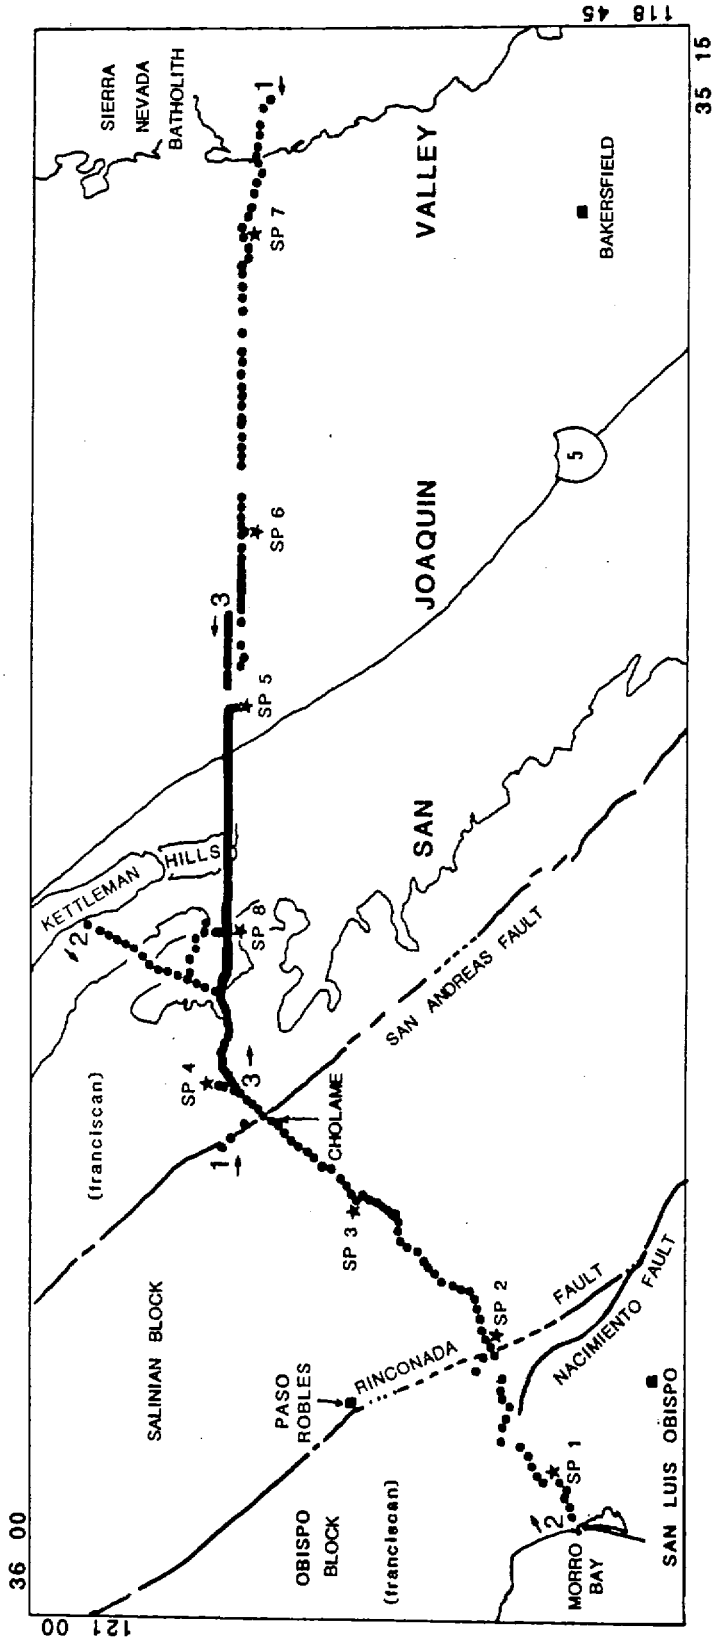 36 00
121 00
118 45
35 15
SIERRA
NEVADA
BATHOLITH
1
SP 7
VALLEY
BAKERSFIELD
SP 6
JOAQUIN
5
3
SP 5
SAN
KETTLEMAN
HILLS
2
SP 8
SAN ANDREAS FAULT
SP 4
3
CHOLAME
1
(franciscan)
SP 3
SALINIAN BLOCK
SP 2
RINCONADA
FAULT
NACIMIENTO FAULT
PASO
ROBLES
OBISPO
BLOCK
(franciscan)
SP 1
2
MORRO
BAY
SAN LUIS OBISPO